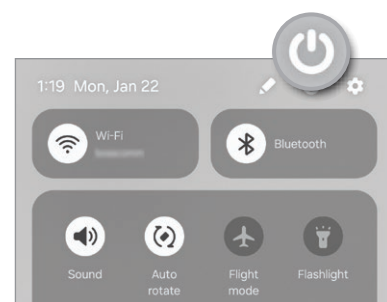 1:19 Mon, Jan 22
Wi-Fi
Bluetooth
Sound
Auto
rotate
Flight
mode
Flashlight